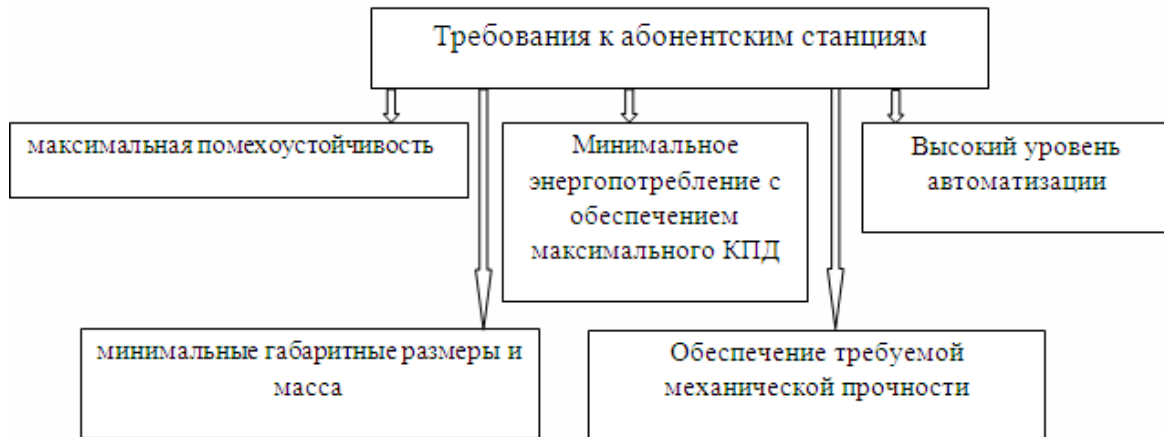 Требования к абонентским станциям
максимальная помехоустойчивость
Минимальное
энергопотребление с
обеспечением
максимального КПД
Высокий уровень
автоматизации
минимальные габаритные размеры и
масса
Обеспечение требуемой
механической прочности